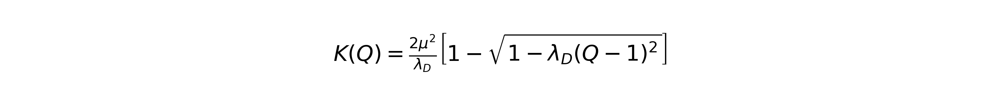 K(Q) = \frac{2\mu^2}{\lambda_D} \left[ 1 - \sqrt{1 - \lambda_D (Q - 1)^2} \right]